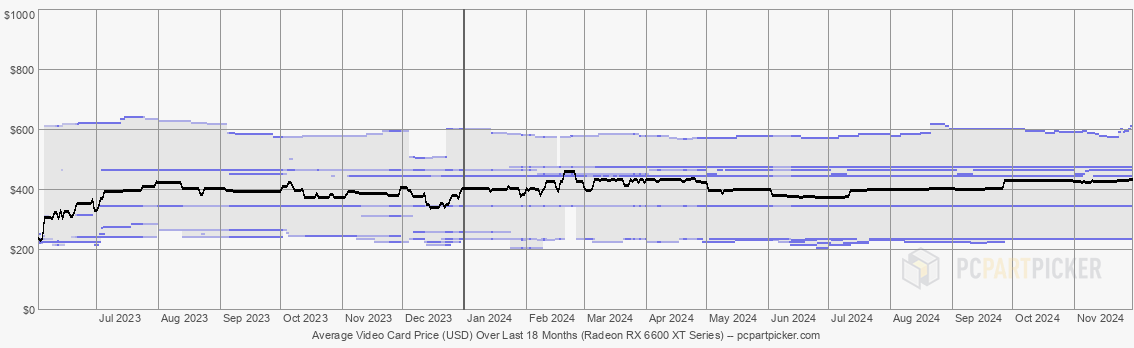 $1000
$800
$600
$400
$200
$0
Jul 2023 Aug 2023 Sep 2023 Oct 2023 Nov 2023 Dec 2023 Jan 2024 Feb 2024 Mar 2024 Apr 2024 May 2024 Jun 2024 Jul 2024 Aug 2024 Sep 2024 Oct 2024 Nov 2024
Average Video Card Price (USD) Over Last 18 Months (Radeon RX 6600 XT Series) -- pcpartpicker.com
PCPARTPICKER